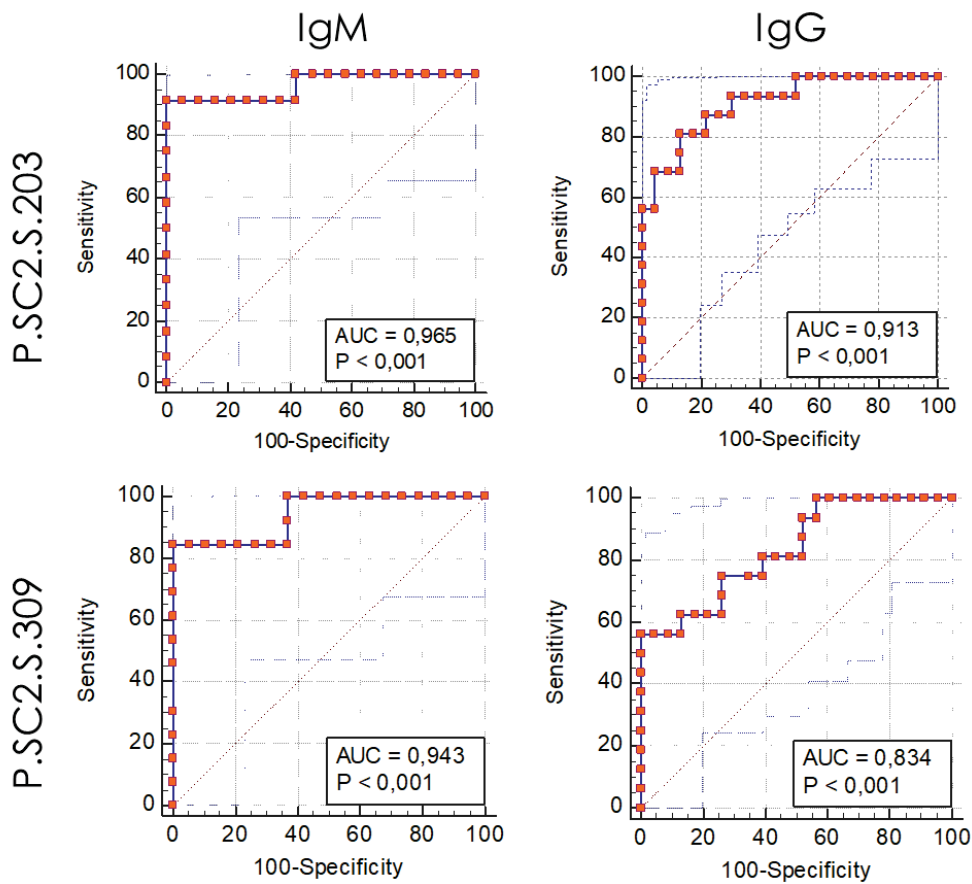 IgM
IgG
P.SC2.S.203
Sensitivity
100
80
60
40
20
0
AUC = 0,965
P < 0,001
0 20 40 60 80 100
100-Specificity
Sensitivity
100
80
60
40
20
0
AUC = 0,913
P < 0,001
0 20 40 60 80 100
100-Specificity
P.SC2.S.309
Sensitivity
100
80
60
40
20
0
AUC = 0,943
P < 0,001
0 20 40 60 80 100
100-Specificity
Sensitivity
100
80
60
40
20
0
AUC = 0,834
P < 0,001
0 20 40 60 80 100
100-Specificity